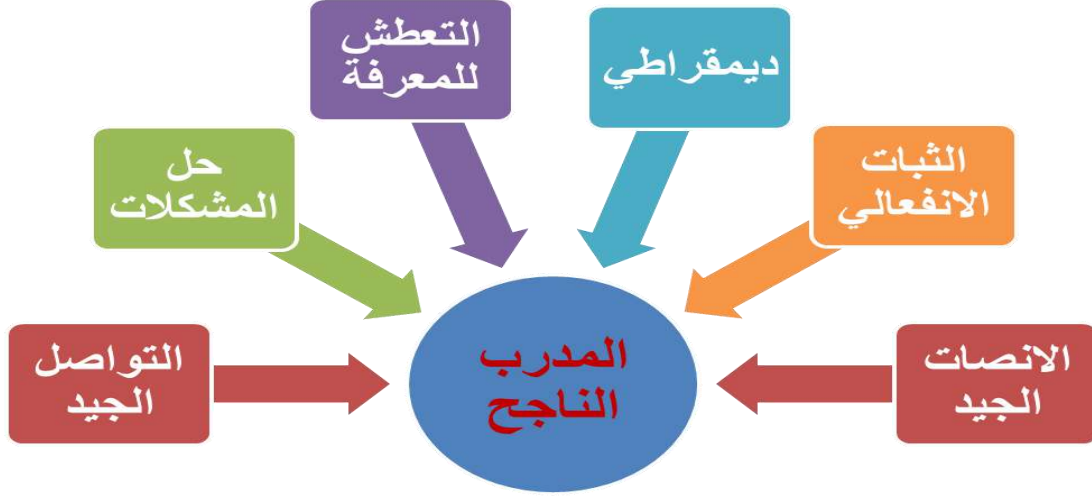 التعطش
للمعرفة
ديمقراطي
حل
المشكلات
الثبات
الانفعالي
التواصل
الجيد
المدرب
الناجح
الانصات
الجيد